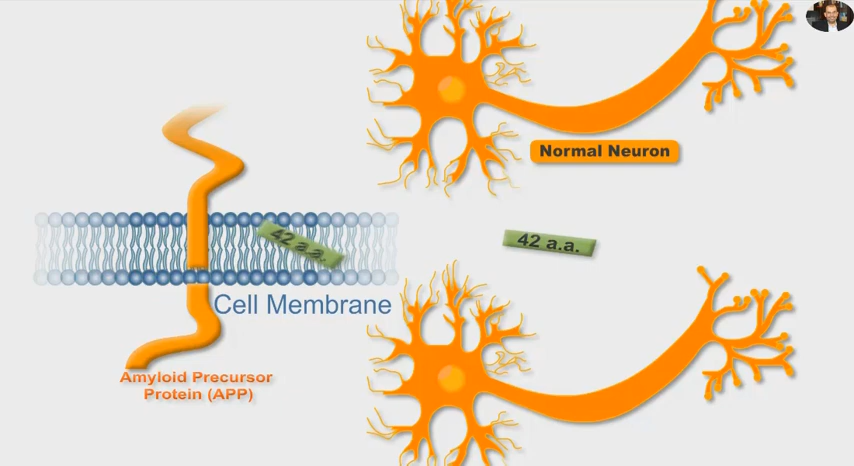 Normal Neuron
42 a.a.
42 a.a.
Cell Membrane
Amyloid Precursor
Protein (APP)